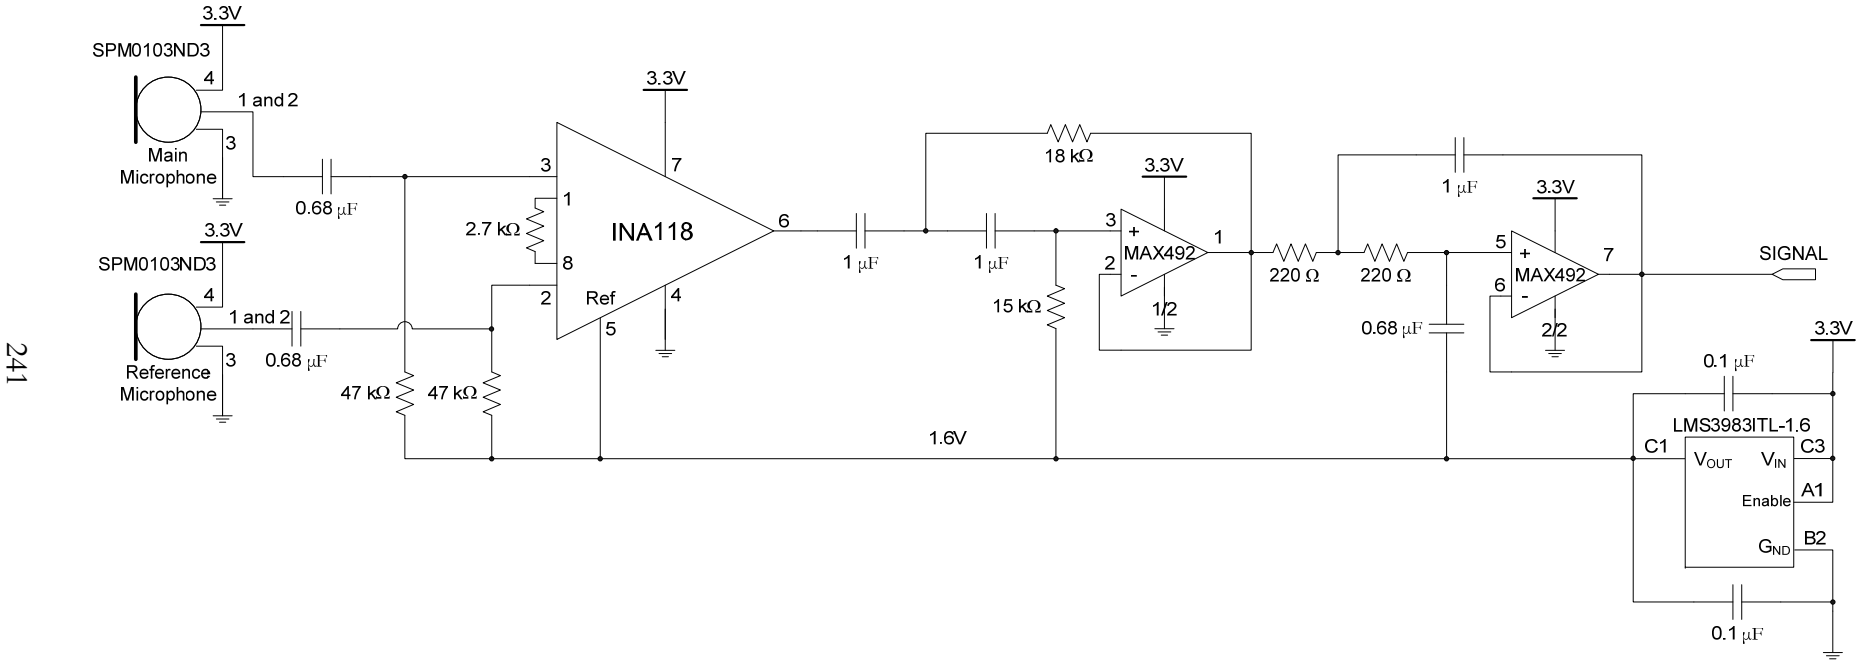 3.3V
SPM0103ND3
4
1 and 2
3
Main
Microphone
0.68 µF
3.3V
SPM0103ND3
4
1 and 2
3
0.68 µF
Reference
Microphone
47 kΩ
47 kΩ
3.3V
7
3
1
2.7 kΩ
8
2
INA118
6
Ref
5
4
1 µF
18 kΩ
1 µF
15 kΩ
3.3V
3
+
MAX492
2
-
1
1/2
220 Ω
220 Ω
1 µF
0.68 µF
3.3V
5
+
MAX492
6
-
7
2/2
SIGNAL
1.6V
3.3V
0.1 µF
LMS3983ITL-1.6
C1
VOUT
VIN
C3
Enable
A1
GND
B2
0.1 µF
241